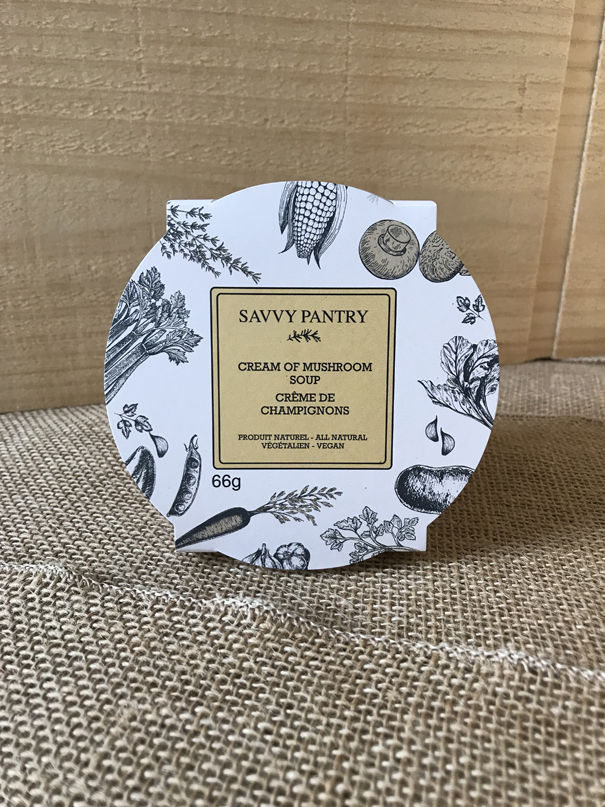 SAVVY PANTRY
CREAM OF MUSHROOM
SOUP
CRÈME DE
CHAMPIGNONS
PRODUIT NATUREL - ALL NATURAL
VÉGÉTALIEN - VEGAN
66g